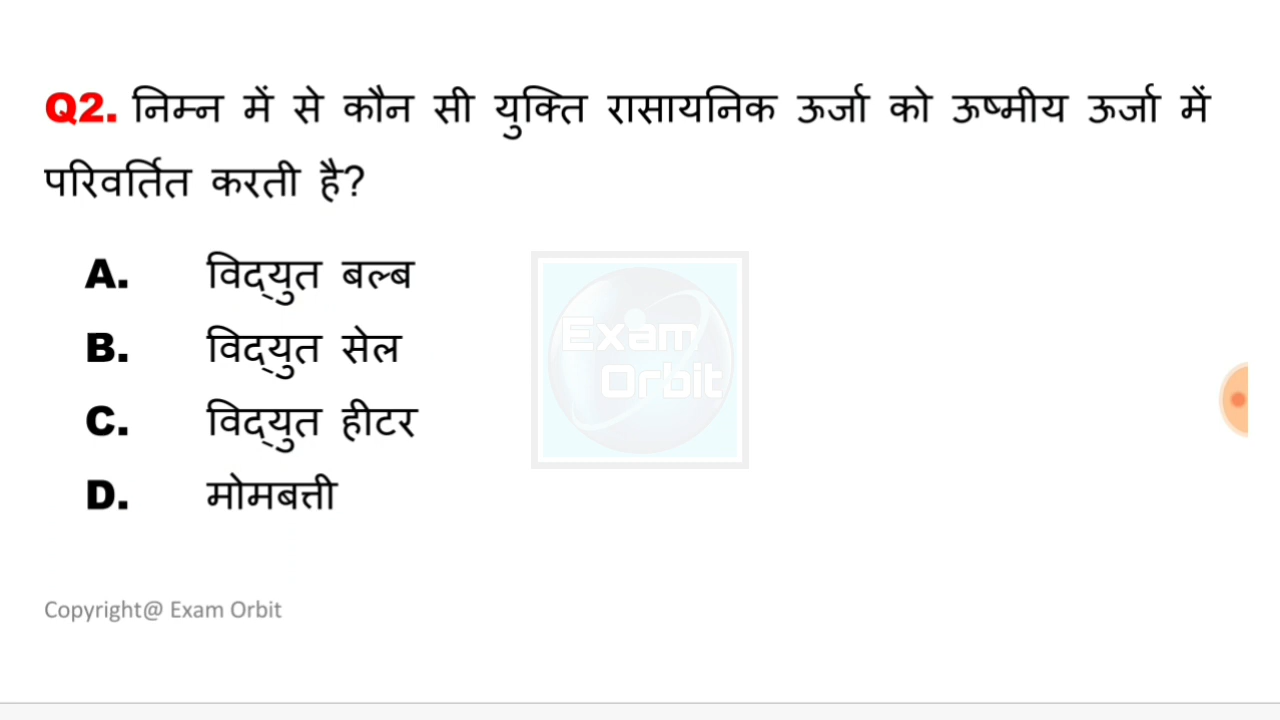 Q2. निम्न में से कौन सी युक्ति रासायनिक ऊर्जा को ऊष्मीय ऊर्जा में
परिवर्तित करती है?
A. विद्युत बल्ब
B. विद्युत सेल
C. विद्युत हीटर
D. मोमबत्ती
Exam
Orbit
Copyright@ Exam Orbit